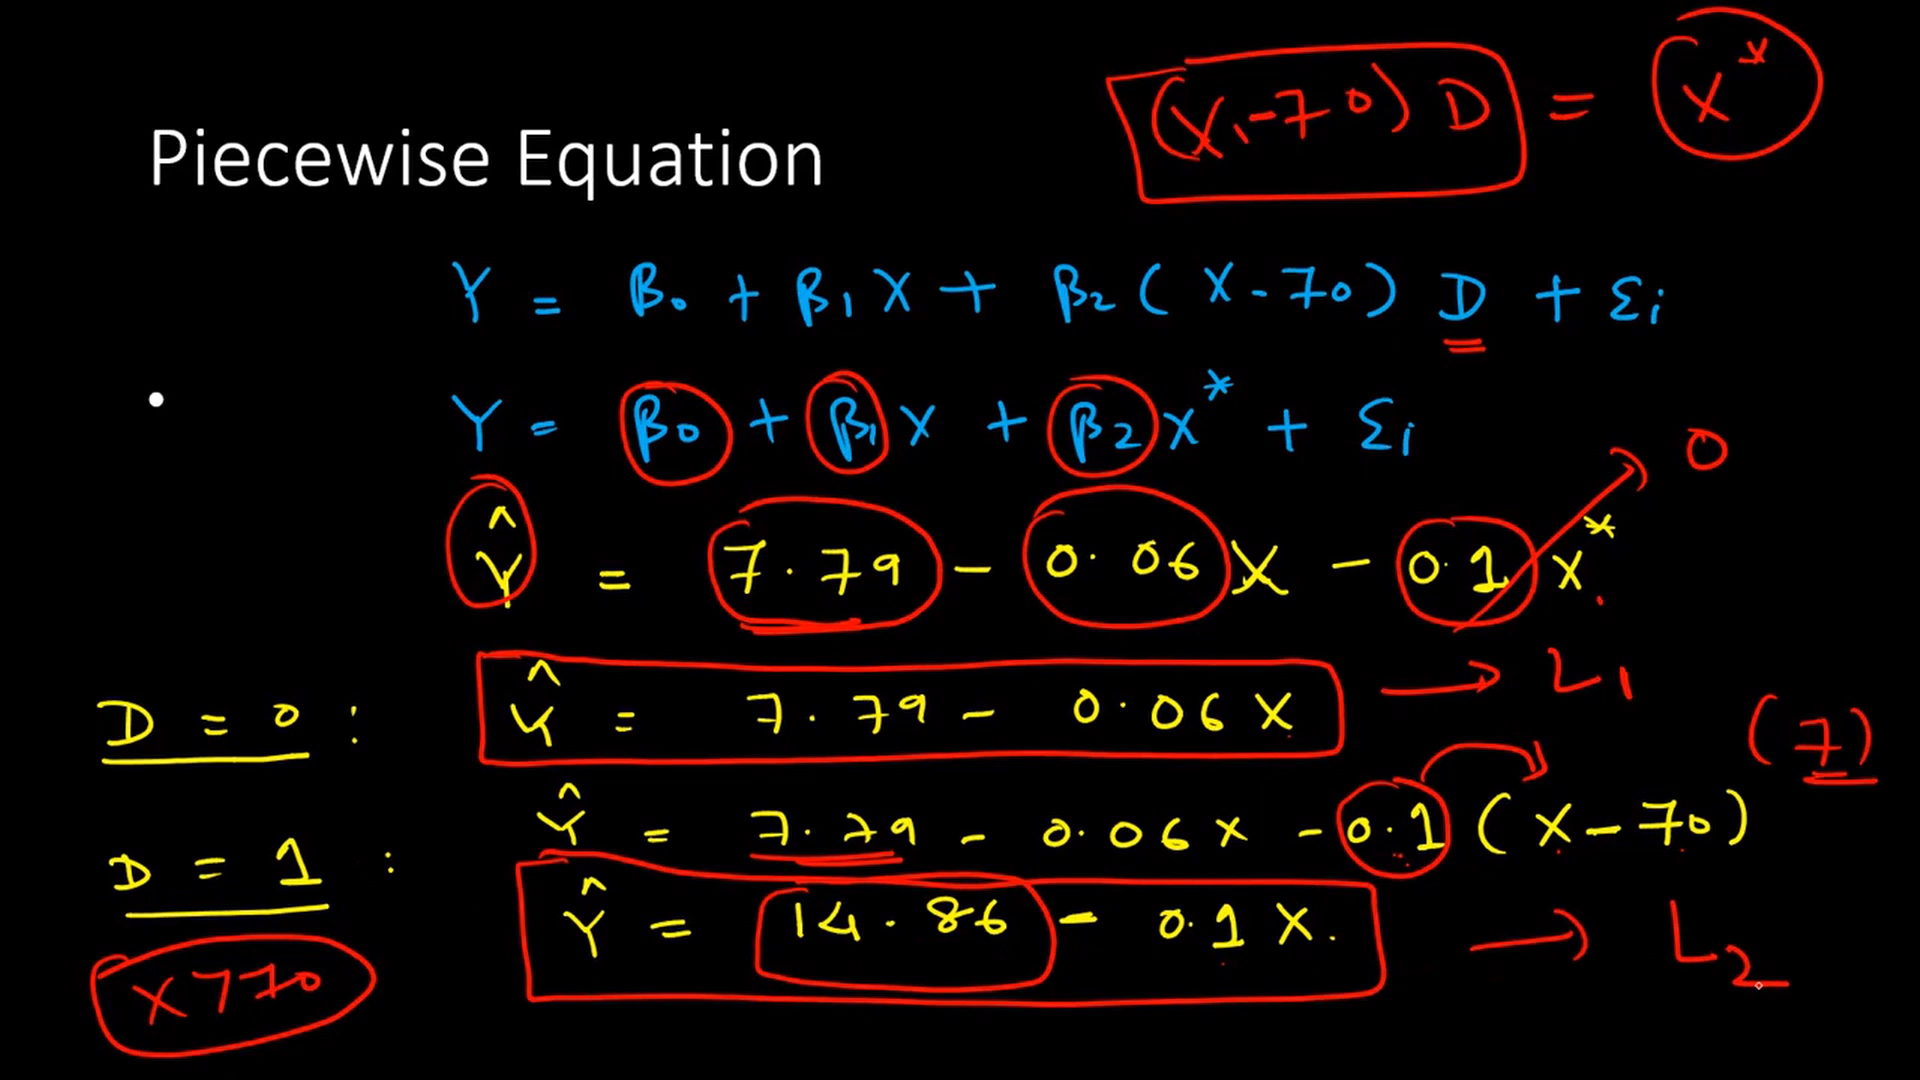 (X₁-70) D = X*
Piecewise Equation
Y = β₀ + β₁X + β₂(X-70) D + Ɛi
Y = β₀ + β₁X + β₂X* + Ɛi
0
Ŷ = 7.79 - 0.06X - 0.1X*
D = 0 : Ŷ = 7.79 - 0.06X → L₁
(7)
D = 1 : Ŷ = 7.79 - 0.06X - 0.1(X-70)
Ŷ = 14.86 - 0.1X. → L₂
X>70